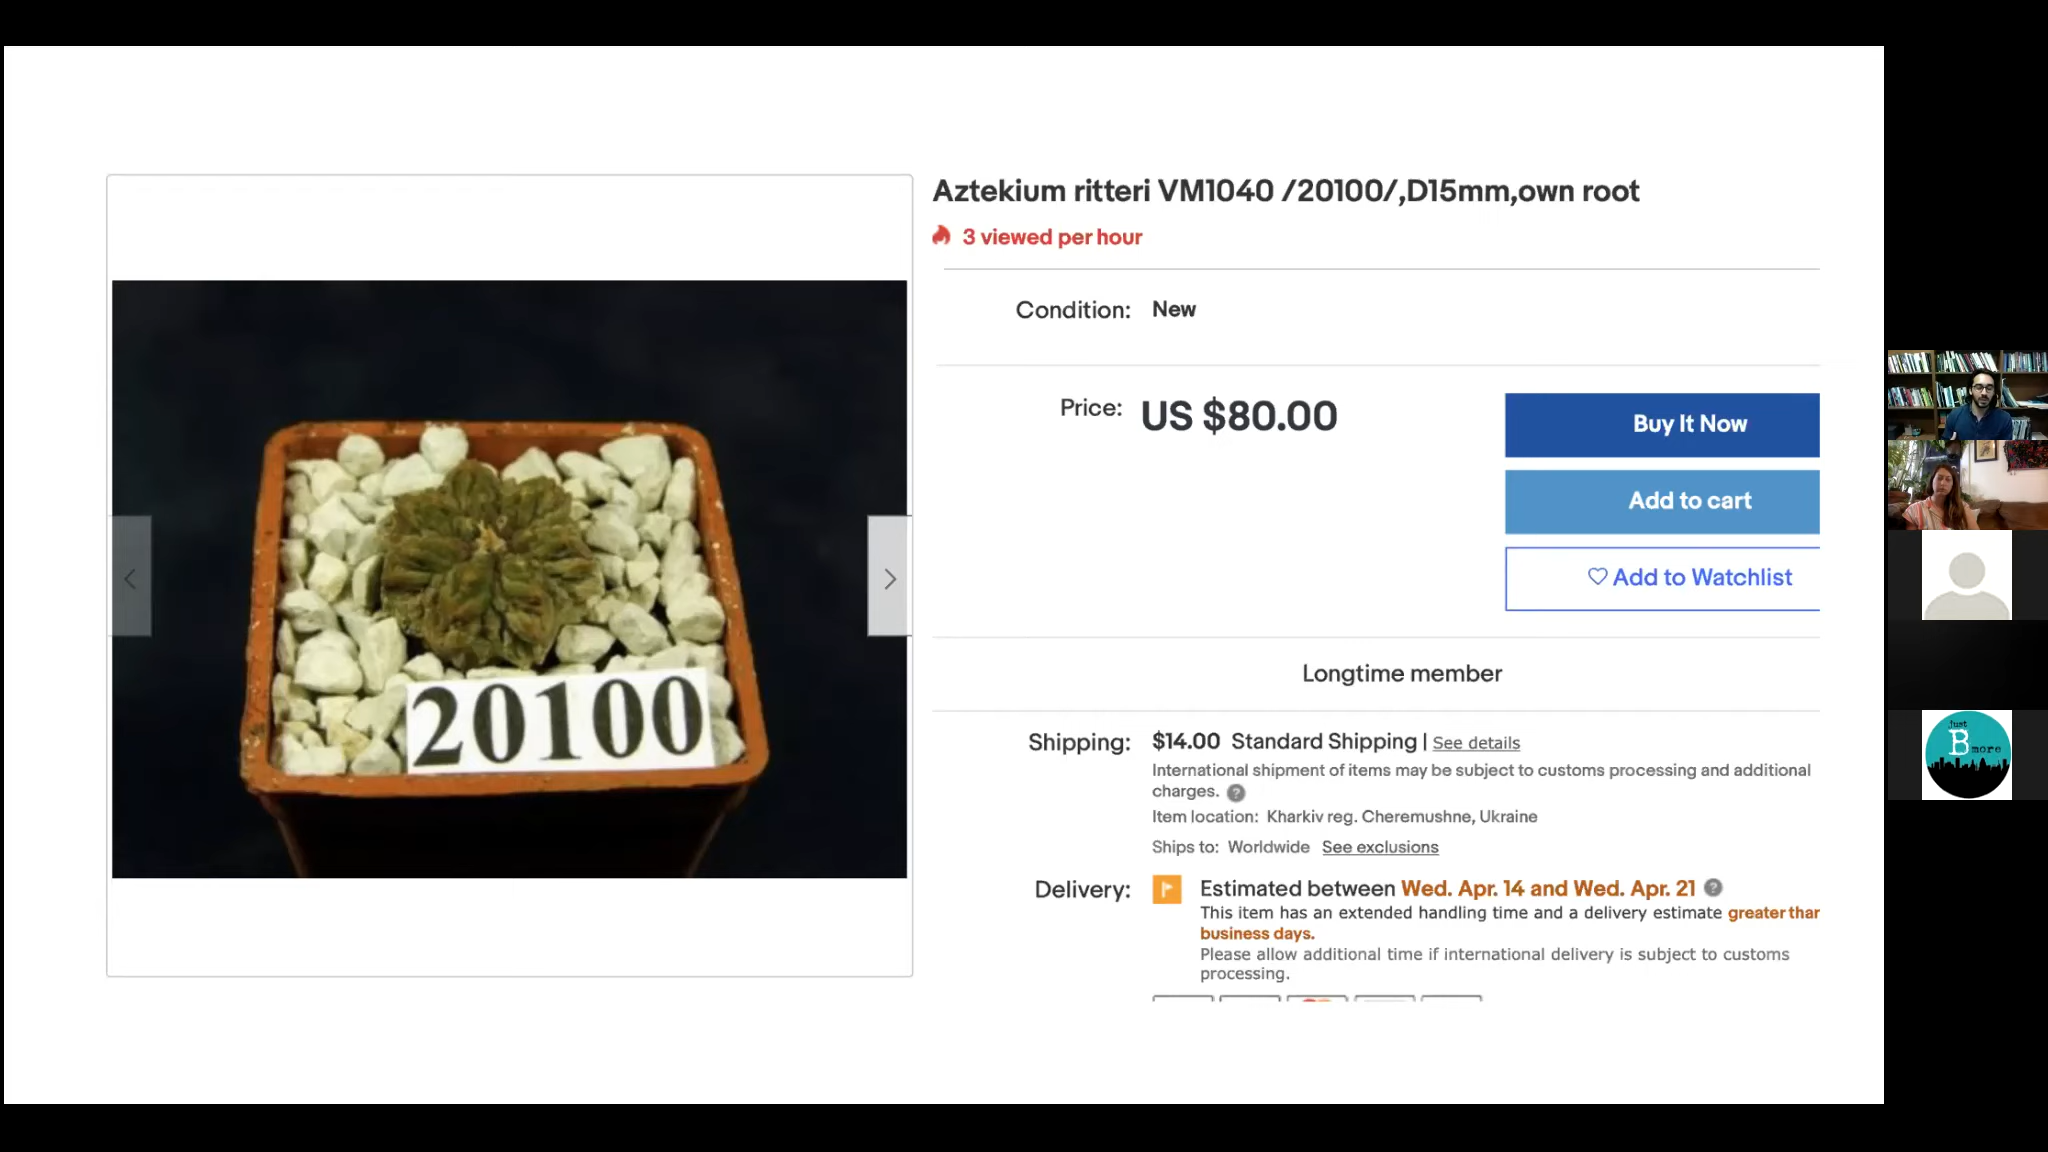 Aztekium ritteri VM1040 /20100/,D15mm,own root
3 viewed per hour
Condition: New
Price: US $80.00
Buy It Now
Add to cart
Add to Watchlist
Longtime member
Shipping: $14.00 Standard Shipping | See details
International shipment of items may be subject to customs processing and additional
charges. ?
Item location: Kharkiv reg. Cheremushne, Ukraine
Ships to: Worldwide See exclusions
Delivery: Estimated between Wed. Apr. 14 and Wed. Apr. 21 ?
This item has an extended handling time and a delivery estimate greater thar
business days.
Please allow additional time if international delivery is subject to customs
processing.
20100
Just
B more